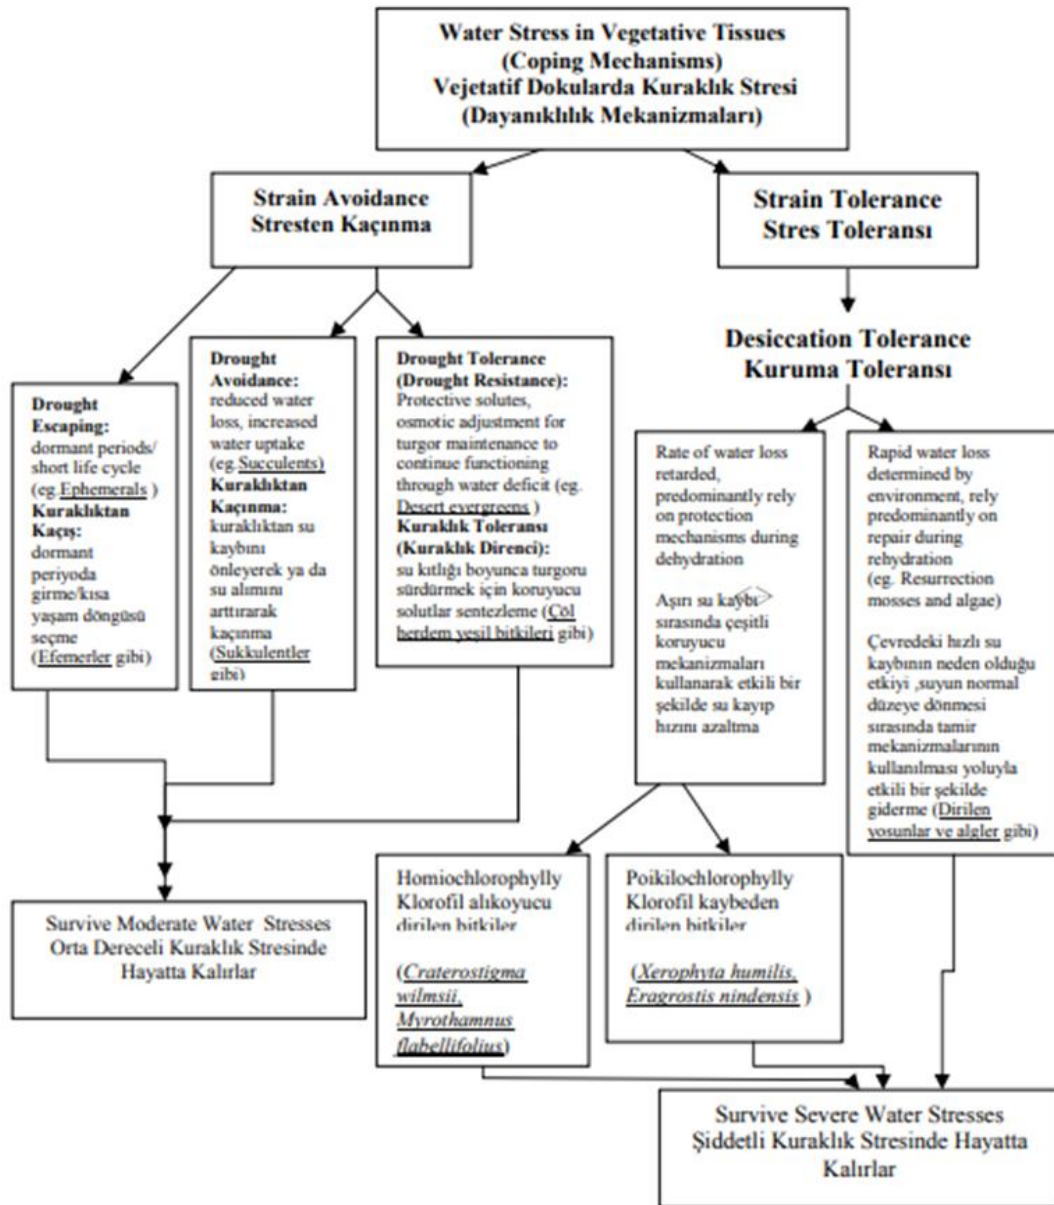 Water Stress in Vegetative Tissues
(Coping Mechanisms)
Vejetatif Dokularda Kuraklık Stresi
(Dayanıklılık Mekanizmaları)
Strain Avoidance
Stresten Kaçınma
Strain Tolerance
Stres Toleransı
Drought
Escaping:
dormant periods/
short life cycle
(eg.Ephemerals )
Kuraklıktan
Kaçış:
dormant
periyoda
girme/kısa
yaşam döngüsü
seçme
(Efemerler gibi)
Drought
Avoidance:
reduced water
loss, increased
water uptake
(eg.Succulents)
Kuraklıktan
Kaçınma:
kuraklıktan su
kaybını
önleyerek ya da
su alımını
arttırarak
kaçınma
(Sukkulentler
gibi)
Drought Tolerance
(Drought Resistance):
Protective solutes,
osmotic adjustment for
turgor maintenance to
continue functioning
through water deficit (eg.
Desert evergreens )
Kuraklık Toleransı
(Kuraklık Direnci):
su kıtlığı boyunca turgoru
sürdürmek için koruyucu
solutlar sentezleme (Çöl
herdem yeşil bitkileri gibi)
Desiccation Tolerance
Kuruma Toleransı
Rate of water loss
retarded,
predominantly rely
on protection
mechanisms during
dehydration
Aşırı su kaybı
sırasında çeşitli
koruyucu
mekanizmaları
kullanarak etkili bir
şekilde su kayıp
hızını azaltma
Rapid water loss
determined by
environment, rely
predominantly on
repair during
rehydration
(eg. Resurrection
mosses and algae)
Çevredeki hızlı su
kaybının neden olduğu
etkiyi ,suyun normal
düzeye dönmesi
sırasında tamir
mekanizmalarının
kullanılması yoluyla
etkili bir şekilde
giderme (Dirilen
yosunlar ve algler gibi)
Homiochlorophylly
Klorofil alıkoyucu
dirilen bitkiler
(Craterostigma
wilmsii,
Myrothamnus
flabellifolius)
Poikilochlorophylly
Klorofil kaybeden
dirilen bitkiler
(Xerophyta humilis,
Eragrostis nindensis )
Survive Moderate Water Stresses
Orta Dereceli Kuraklık Stresinde
Hayatta Kalırlar
Survive Severe Water Stresses
Şiddetli Kuraklık Stresinde Hayatta
Kalırlar